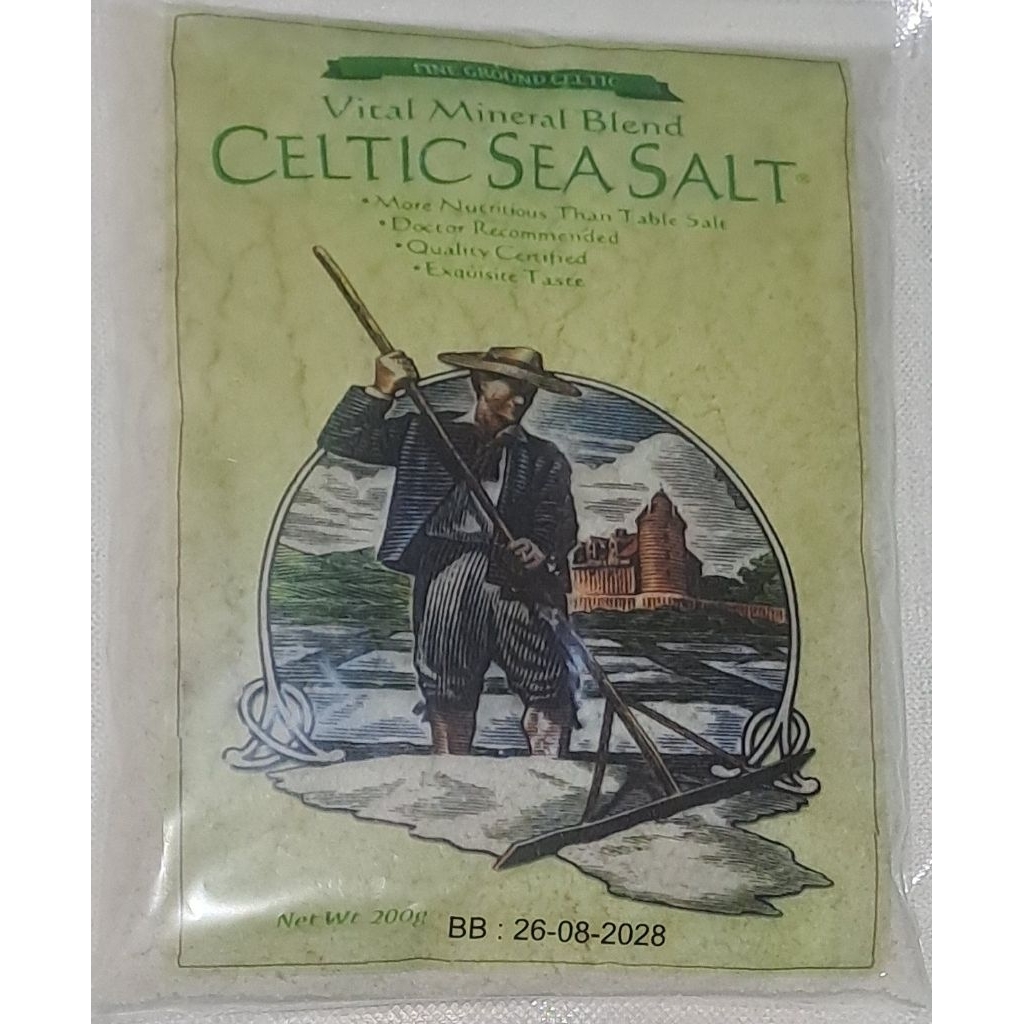 FINE GROUND CELTIC
Vital Mineral Blend
CELTIC SEA SALT®
• More Nutritious Than Table Salt
• Doctor Recommended
• Quality Certified
• Exquisite Taste
Net Wt 200g BB : 26-08-2028